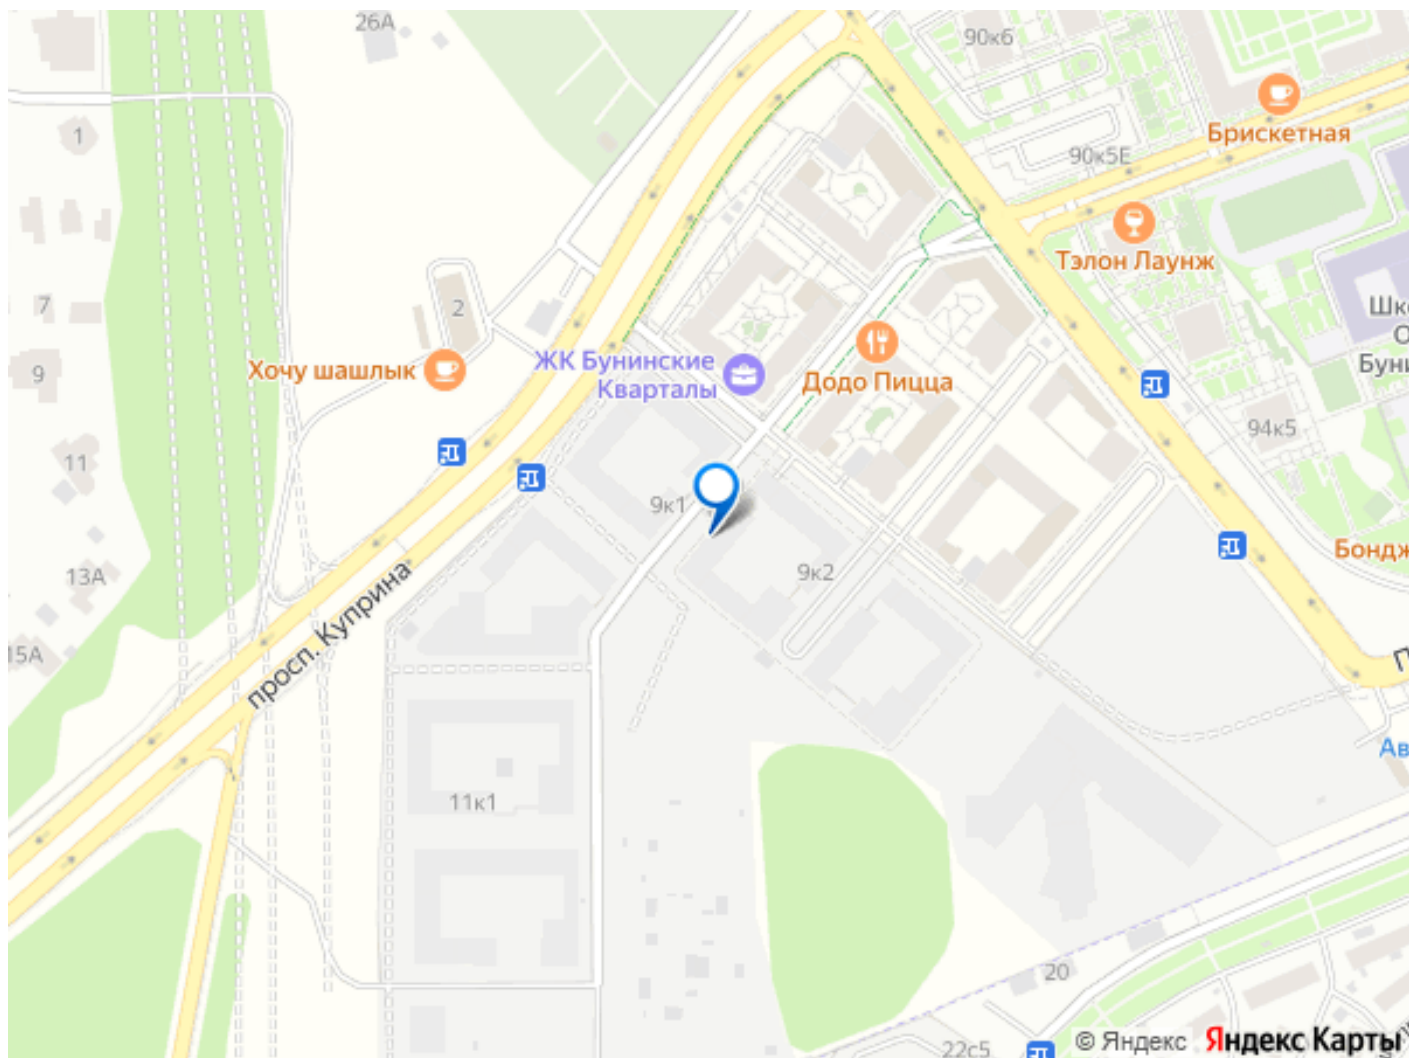 26А
90к6
1
Брискетная
90к5Е
Тэлон Лаунж
7
2
9
Хочу шашлык
ЖК Бунинские
Кварталы
Додо Пицца
94к5
11
9к1
Бондж
9к2
13А
15А
просп. Куприна
11к1
20
22с5
© Яндекс
Яндекс Карты